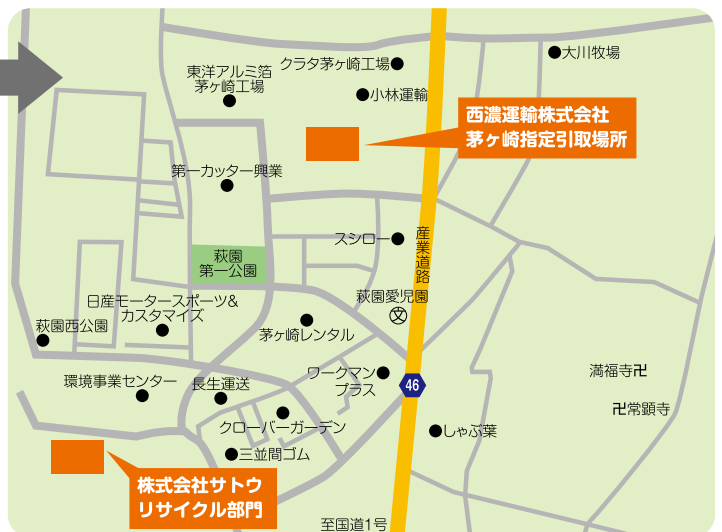 大川牧場
クラタ茅ヶ崎工場
東洋アルミ箔
茅ヶ崎工場
小林運輸
西濃運輸株式会社
茅ヶ崎指定引取場所
第一カッター興業
スシロー
産業道路
萩園
第一公園
萩園愛児園
文
日産モータースポーツ&
カスタマイズ
萩園西公園
茅ヶ崎レンタル
環境事業センター
長生運送
ワークマン
プラス
46
満福寺卍
卍常顕寺
クローバーガーデン
しゃぶ葉
三並間ゴム
株式会社サトウ
リサイクル部門
至国道1号